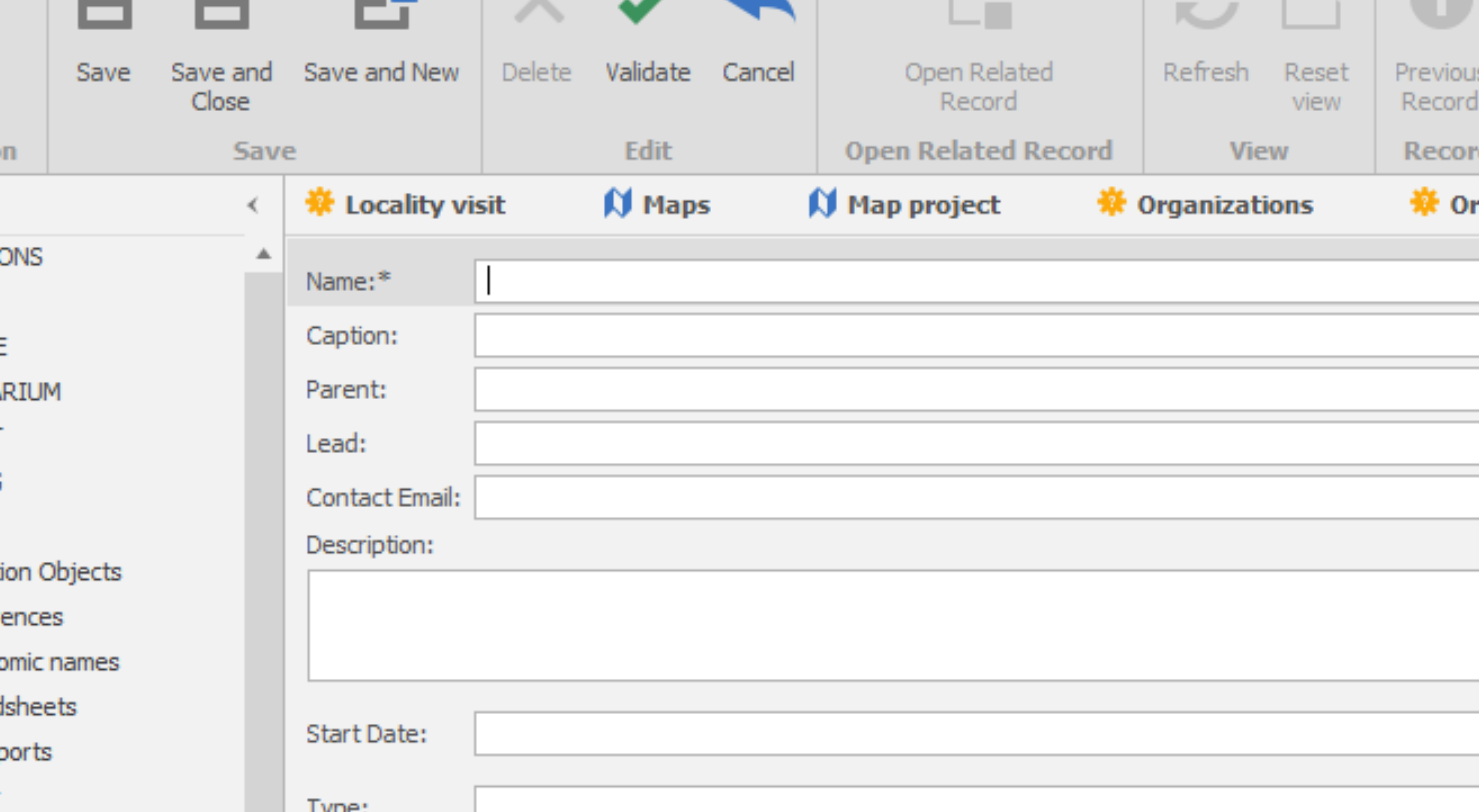 Save
Save and Close
Save and New
Delete
Validate
Cancel
Open Related Record
Refresh
Reset view
Previous Record
Save
Edit
Open Related Record
View
Recor
Locality visit
Maps
Map project
Organizations
Or
ONS
E
ARIUM
ion Objects
ences
omic names
dsheets
ports
Name:*
Caption:
Parent:
Lead:
Contact Email:
Description:
Start Date:
Type: